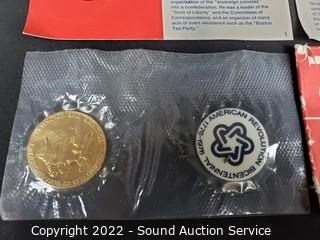 organization of the "sovereign colonies"
into a confederation. He was a leader of the
"Sons of Liberty" and the Committees of
Correspondence, and an organizer of many
acts of overt resistance such as the "Boston
Tea Party."
1
AMERICAN REVOLUTION BICENTENNIAL 1776-1976
Copyright 2022 - Sound Auction Service